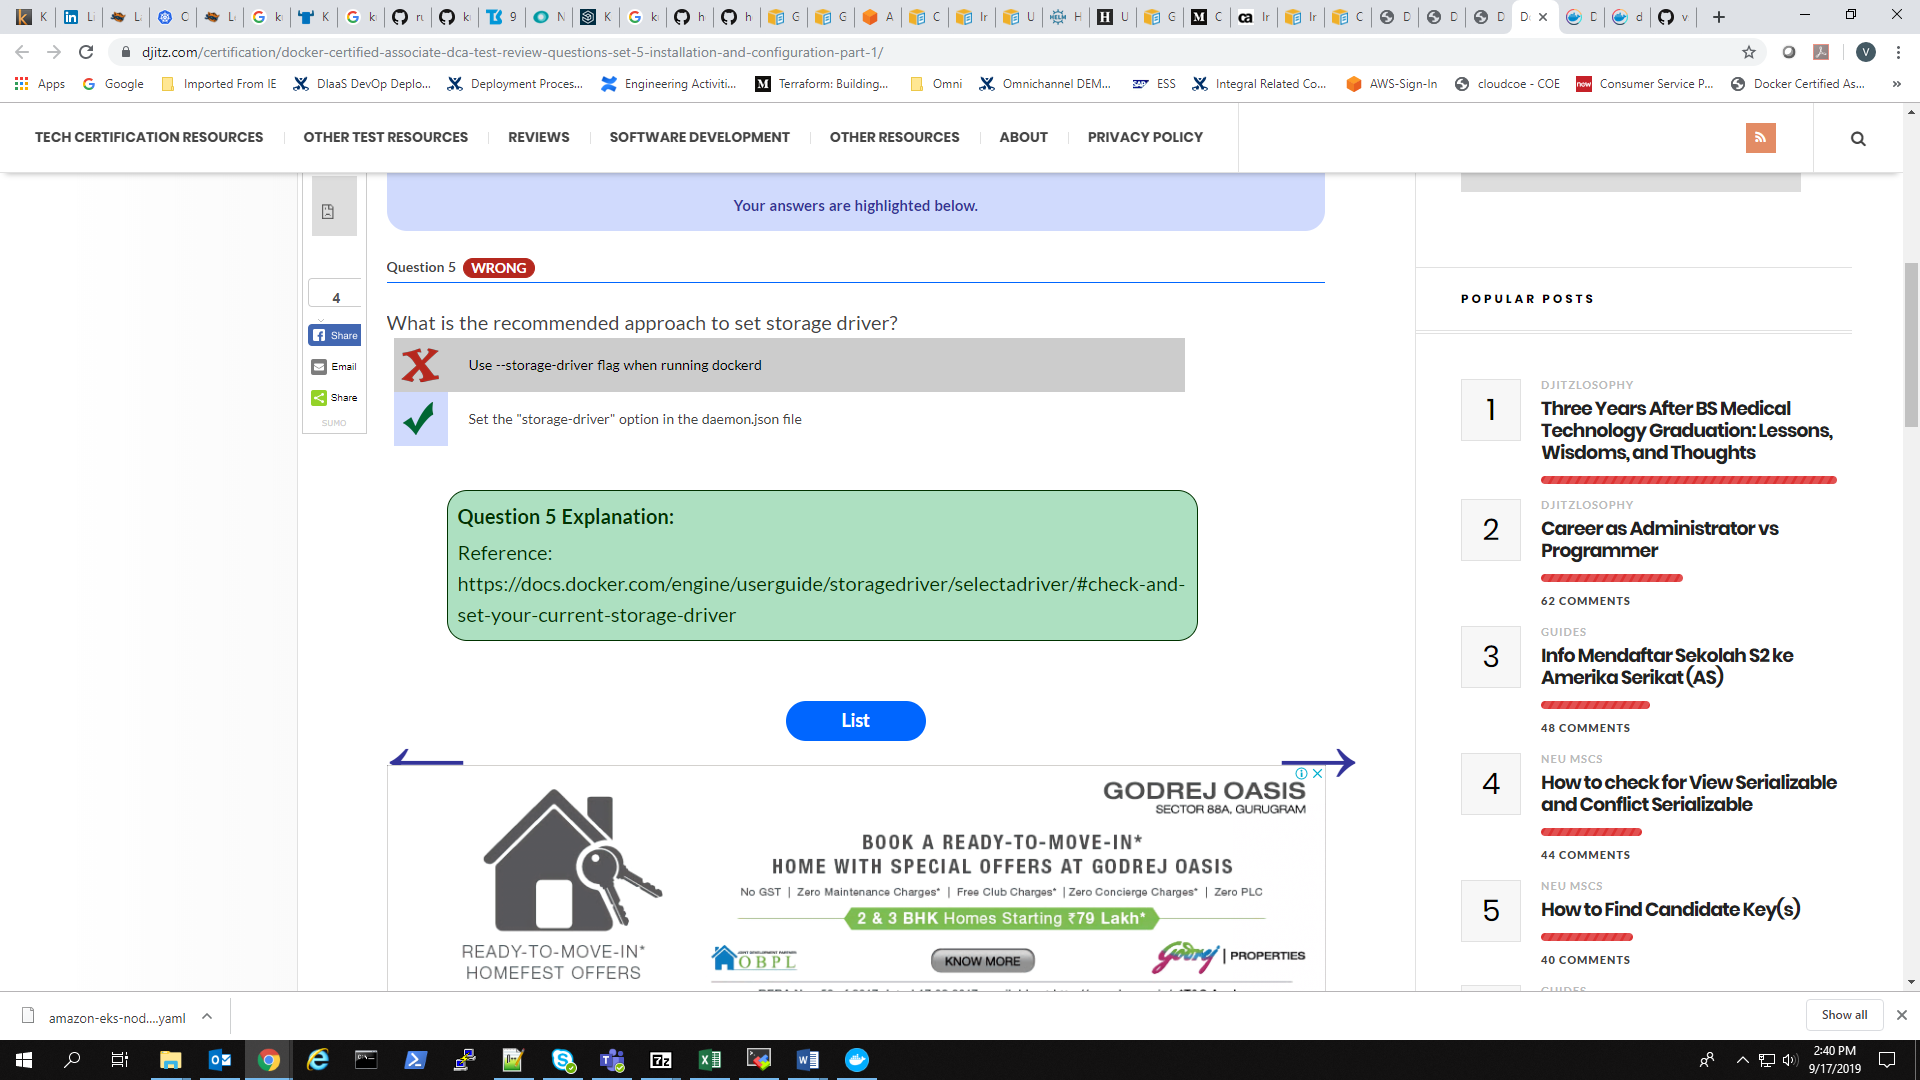 djitz.com/certification/docker-certified-associate-dca-test-review-questions-set-5-installation-and-configuration-part-1/
V
Apps
Google
Imported From IE
DIaaS DevOp Deplo...
Deployment Proces...
Engineering Activiti...
Terraform: Building...
Omni
Omnichannel DEM...
ESS
Integral Related Co...
AWS-Sign-In
cloudcoe - COE
Consumer Service P...
Docker Certified As...
TECH CERTIFICATION RESOURCES
OTHER TEST RESOURCES
REVIEWS
SOFTWARE DEVELOPMENT
OTHER RESOURCES
ABOUT
PRIVACY POLICY
Your answers are highlighted below.
Question 5 WRONG
What is the recommended approach to set storage driver?
Use --storage-driver flag when running dockerd
Set the "storage-driver" option in the daemon.json file
Question 5 Explanation:
Reference:
https://docs.docker.com/engine/userguide/storagedriver/selectadriver/#check-and-
set-your-current-storage-driver
List
4
Share
Email
Share
SUMO
GODREJ OASIS
SECTOR 88A, GURUGRAM
BOOK A READY-TO-MOVE-IN*
HOME WITH SPECIAL OFFERS AT GODREJ OASIS
No GST | Zero Maintenance Charges* | Free Club Charges* | Zero Concierge Charges* | Zero PLC
2 & 3 BHK Homes Starting ₹79 Lakh*
READY-TO-MOVE-IN*
HOMEFEST OFFERS
OBPL
KNOW MORE
Godrej | PROPERTIES
POPULAR POSTS
1
DJITZLOSOPHY
Three Years After BS Medical
Technology Graduation: Lessons,
Wisdoms, and Thoughts
2
DJITZLOSOPHY
Career as Administrator vs
Programmer
62 COMMENTS
3
GUIDES
Info Mendaftar Sekolah S2 ke
Amerika Serikat (AS)
48 COMMENTS
4
NEU MSCS
How to check for View Serializable
and Conflict Serializable
44 COMMENTS
5
NEU MSCS
How to Find Candidate Key(s)
40 COMMENTS
GUIDES
amazon-eks-nod....yaml
Show all
2:40 PM
9/17/2019